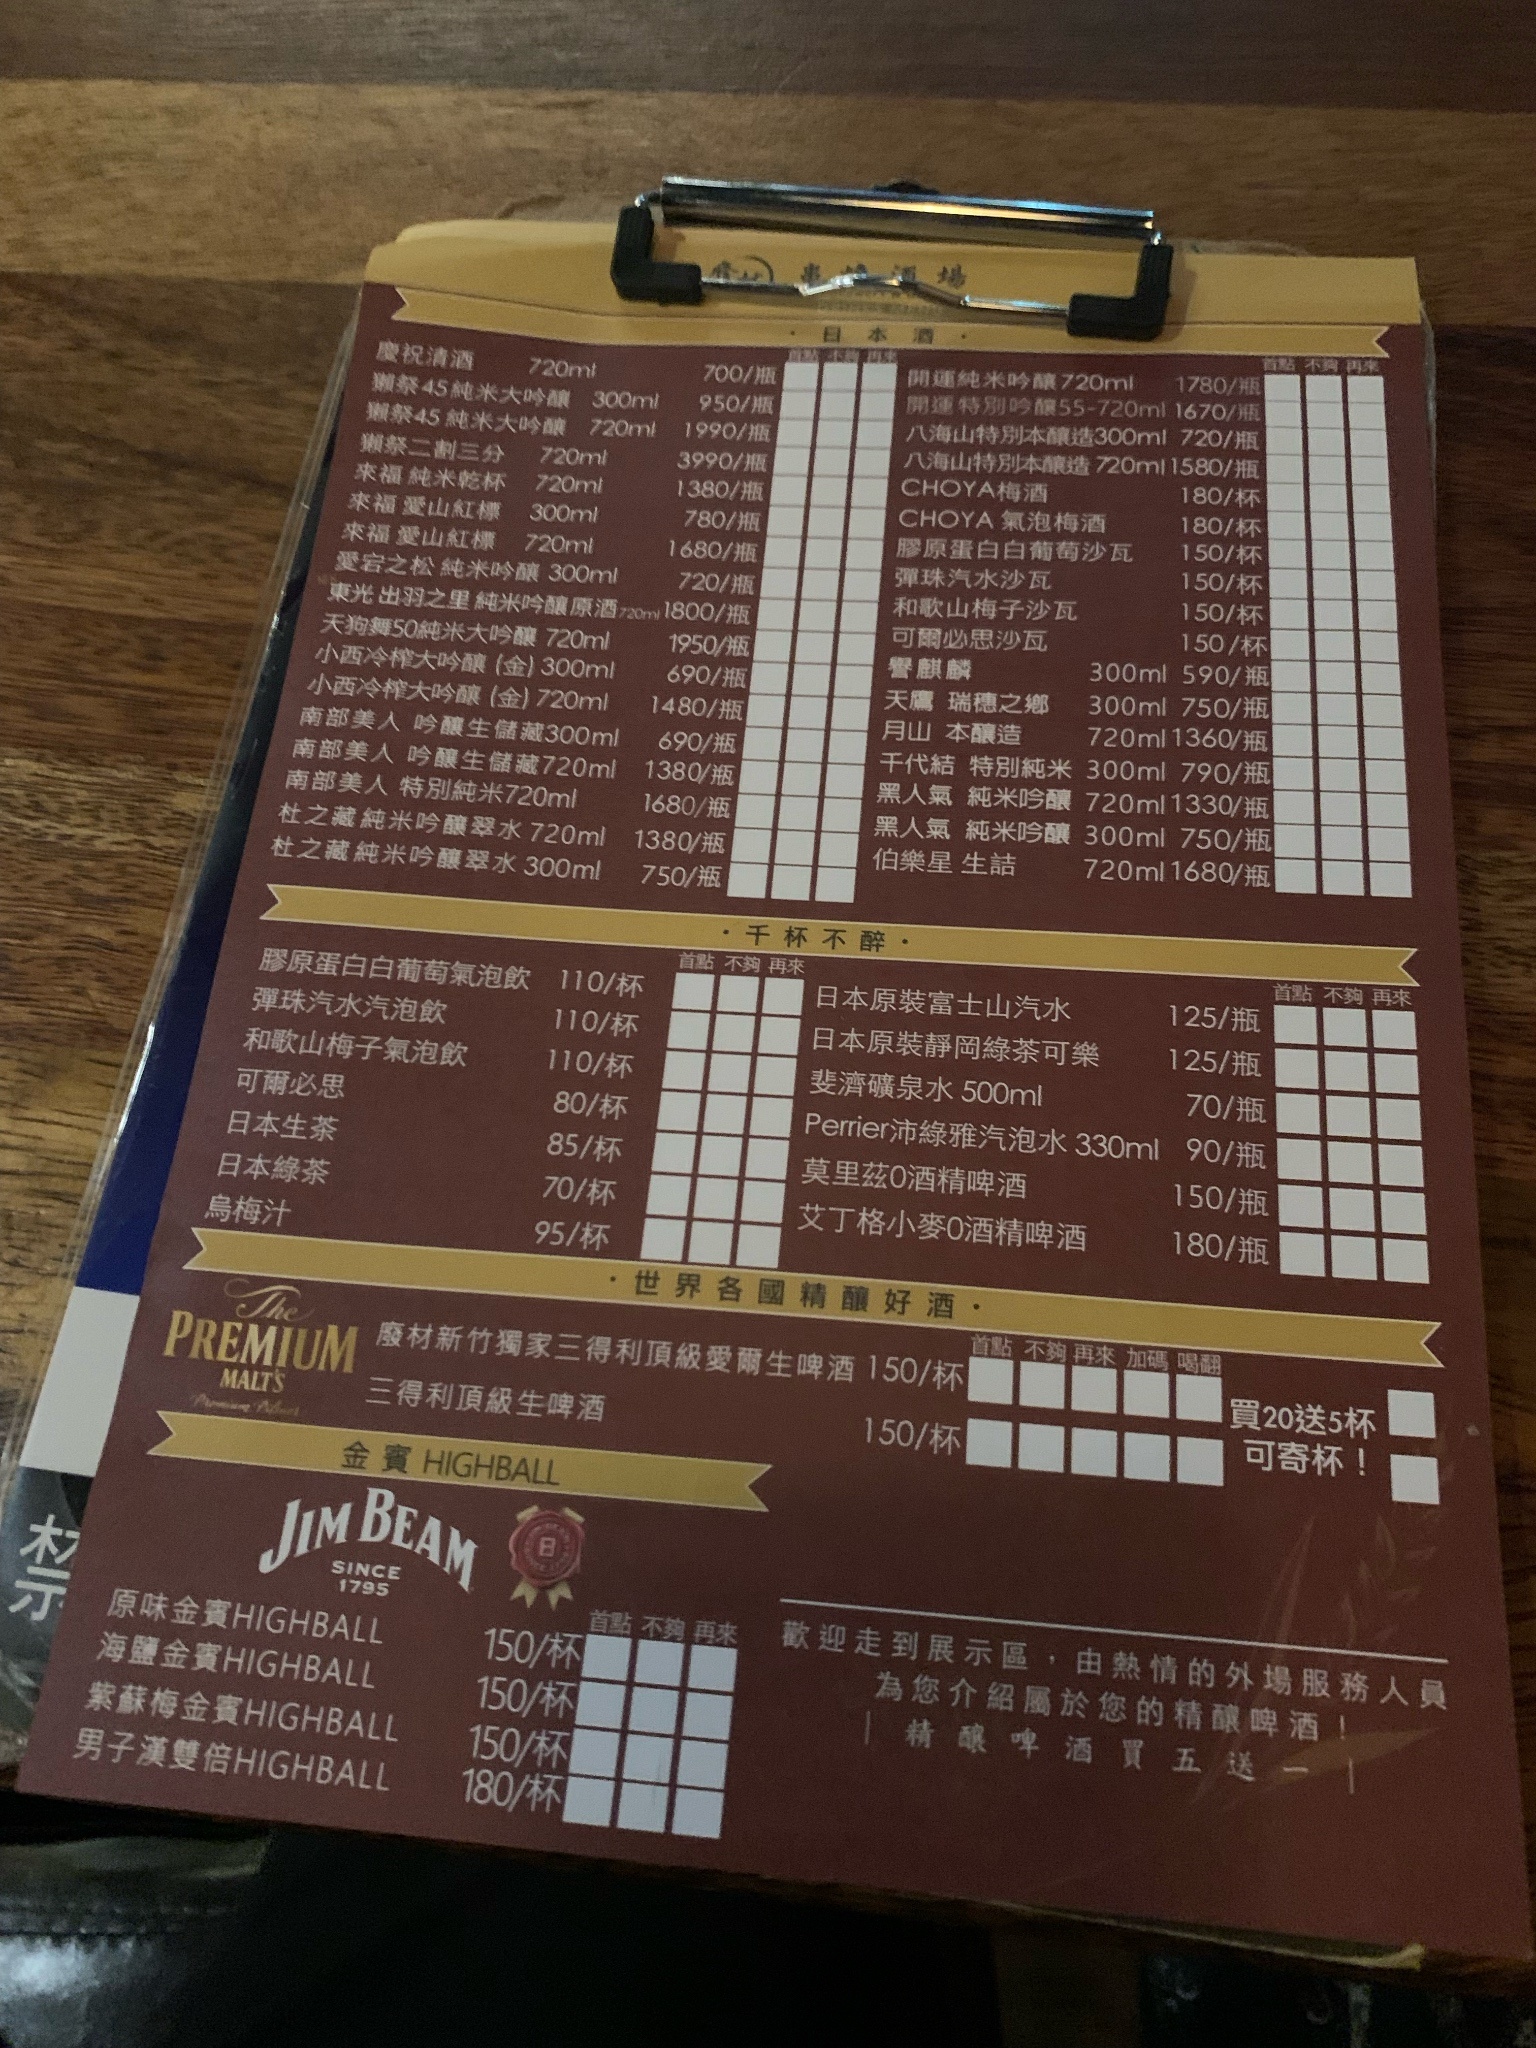 串燒酒場
·日本酒·
首點 不夠 再來
慶祝清酒 720ml 700/瓶
獺祭45純米大吟釀 300ml 950/瓶
獺祭45純米大吟釀 720ml 1990/瓶
獺祭二割三分 720ml 3990/瓶
來福 純米乾杯 720ml 1380/瓶
來福 愛山紅標 300ml 780/瓶
來福 愛山紅標 720ml 1680/瓶
愛宕之松 純米吟釀 300ml 720/瓶
東光 出羽之里 純米吟釀原酒720ml 1800/瓶
天狗舞50純米大吟釀 720ml 1950/瓶
小西冷榨大吟釀 (金) 300ml 690/瓶
小西冷榨大吟釀 (金) 720ml 1480/瓶
南部美人 吟釀生儲藏300ml 690/瓶
南部美人 吟釀生儲藏720ml 1380/瓶
南部美人 特別純米720ml 1680/瓶
杜之藏 純米吟釀翠水 720ml 1380/瓶
杜之藏 純米吟釀翠水 300ml 750/瓶
首點 不夠 再來
開運純米吟釀720ml 1780/瓶
開運特別吟釀55-720ml 1670/瓶
八海山特別本釀造300ml 720/瓶
八海山特別本釀造 720ml 1580/瓶
CHOYA梅酒 180/杯
CHOYA 氣泡梅酒 180/杯
膠原蛋白白葡萄沙瓦 150/杯
彈珠汽水沙瓦 150/杯
和歌山梅子沙瓦 150/杯
可爾必思沙瓦 150/杯
譽麒麟 300ml 590/瓶
天鷹 瑞穗之鄉 300ml 750/瓶
月山 本釀造 720ml 1360/瓶
千代結 特別純米 300ml 790/瓶
黑人氣 純米吟釀 720ml 1330/瓶
黑人氣 純米吟釀 300ml 750/瓶
伯樂星 生詰 720ml 1680/瓶
·千杯不醉·
首點 不夠 再來
膠原蛋白白葡萄氣泡飲 110/杯
彈珠汽水汽泡飲 110/杯
和歌山梅子氣泡飲 110/杯
可爾必思 80/杯
日本生茶 85/杯
日本綠茶 70/杯
烏梅汁 95/杯
首點 不夠 再來
日本原裝富士山汽水 125/瓶
日本原裝靜岡綠茶可樂 125/瓶
斐濟礦泉水 500ml 70/瓶
Perrier沛綠雅汽泡水 330ml 90/瓶
莫里茲0酒精啤酒 150/瓶
艾丁格小麥0酒精啤酒 180/瓶
·世界各國精釀好酒·
The
PREMIUM
MALT'S
首點 不夠 再來 加碼 喝翻
廢材新竹獨家三得利頂級愛爾生啤酒 150/杯
三得利頂級生啤酒 150/杯
買20送5杯
可寄杯！
金賓 HIGHBALL
JIM BEAM
SINCE
1795
首點 不夠 再來
原味金賓HIGHBALL 150/杯
海鹽金賓HIGHBALL 150/杯
紫蘇梅金賓HIGHBALL 150/杯
男子漢雙倍HIGHBALL 180/杯
歡迎走到展示區，由熱情的外場服務人員
為您介紹屬於您的精釀啤酒！
｜精釀啤酒買五送一｜